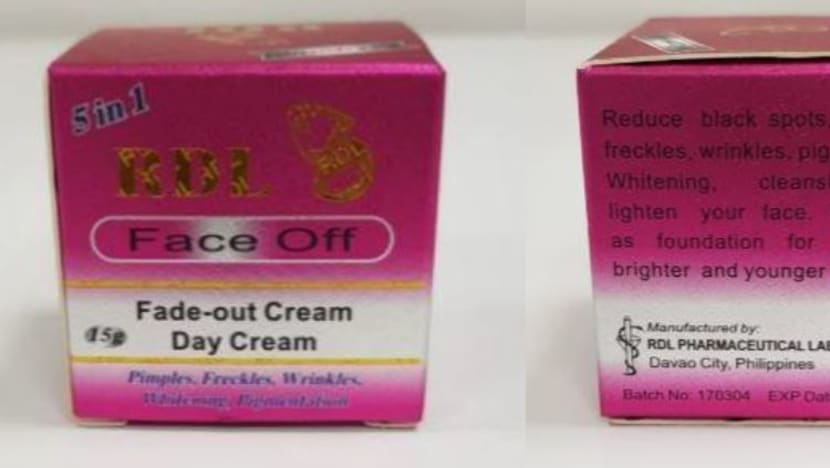 5 in 1
RDL
RDL
Face Off
Fade-out Cream
15g
Day Cream
Pimples, Freckles, Wrinkles,
Whitening, Pigmentation
Reduce black spots,
freckles, wrinkles, pig
Whitening, cleans
lighten your face.
as foundation for
brighter and younger
Manufactured by:
RDL PHARMACEUTICAL LAB
Davao City, Philippines
Batch No: 170304 EXP Dat